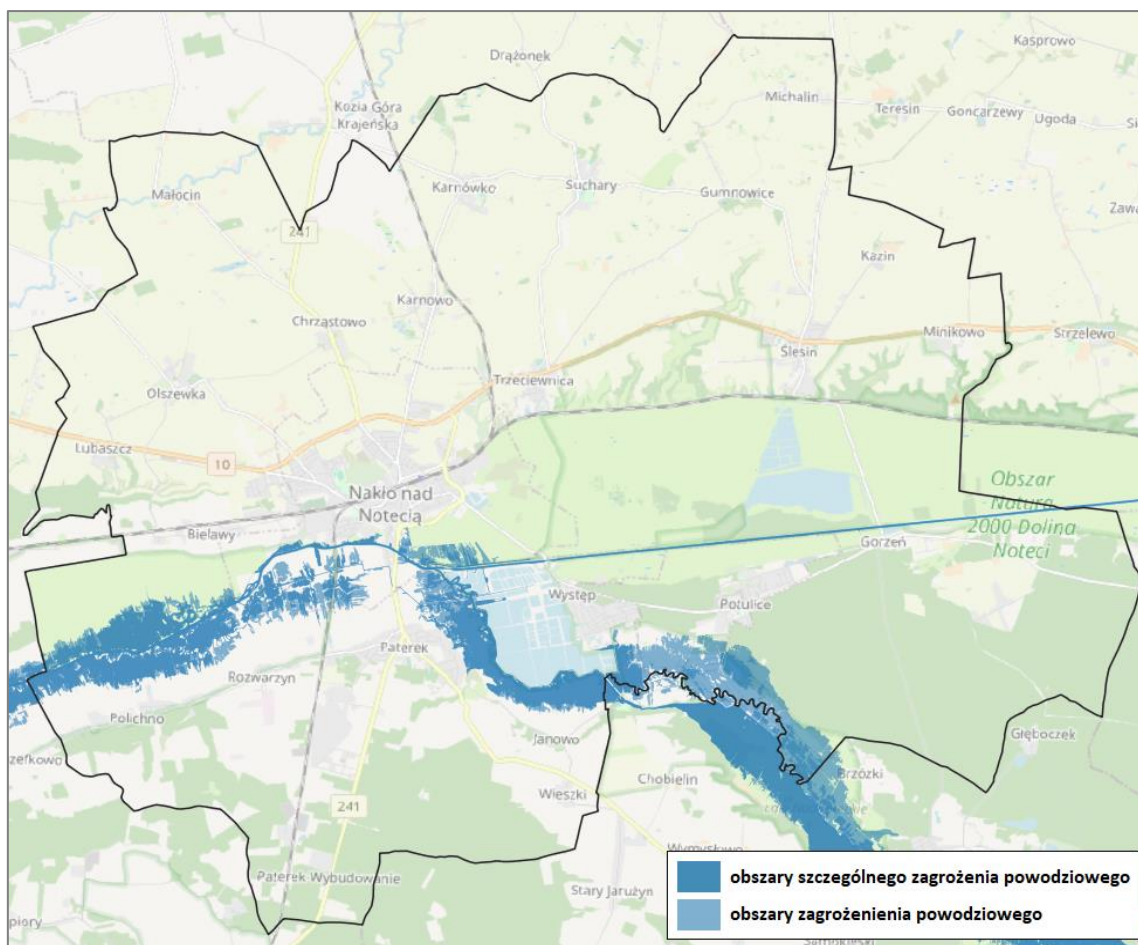 Kasprowo
Drążonek
Michalin
Teresin
Goncarzewy
Ugoda
Kozia Góra
Krajeńska
Małocin
Karnówko
Suchary
Gumnowice
241
Kazin
Karnowo
Chrząstowo
Minikowo
Strzelewo
Ślesin
Trzeciewnica
Olszewka
Lubaszcz
10
Nakło nad
Notecią
Obszar
Natura
2000 Dolina
Noteci
Bielawy
Gorzeń
Występ
Potulice
Paterek
Rozwarzyn
Polichno
Janowo
Głęboczek
Chobielin
Brzózki
Wieszki
241
Wymysłowo
Paterek Wybudowanie
Stary Jarużyn
obszary szczególnego zagrożenia powodziowego
obszary zagrożenienia powodziowego